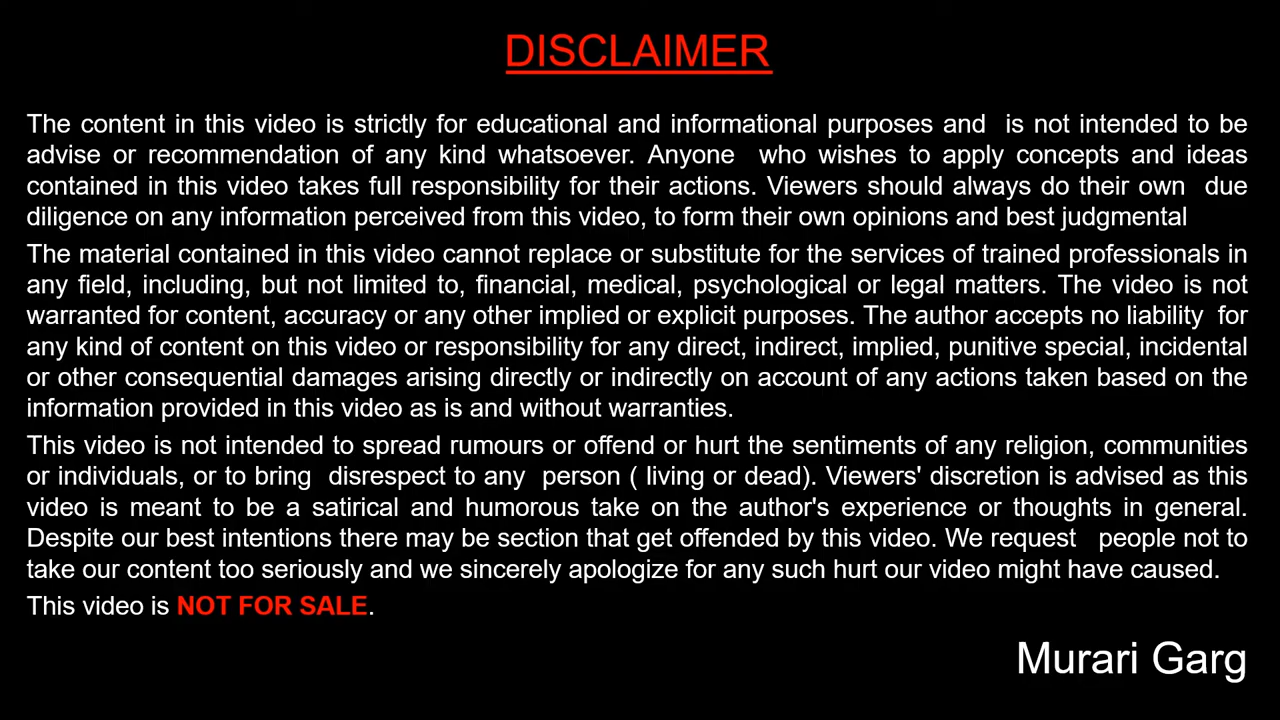 DISCLAIMER
The content in this video is strictly for educational and informational purposes and is not intended to be
advise or recommendation of any kind whatsoever. Anyone who wishes to apply concepts and ideas
contained in this video takes full responsibility for their actions. Viewers should always do their own due
diligence on any information perceived from this video, to form their own opinions and best judgmental
The material contained in this video cannot replace or substitute for the services of trained professionals in
any field, including, but not limited to, financial, medical, psychological or legal matters. The video is not
warranted for content, accuracy or any other implied or explicit purposes. The author accepts no liability for
any kind of content on this video or responsibility for any direct, indirect, implied, punitive special, incidental
or other consequential damages arising directly or indirectly on account of any actions taken based on the
information provided in this video as is and without warranties.
This video is not intended to spread rumours or offend or hurt the sentiments of any religion, communities
or individuals, or to bring disrespect to any person ( living or dead). Viewers' discretion is advised as this
video is meant to be a satirical and humorous take on the author's experience or thoughts in general.
Despite our best intentions there may be section that get offended by this video. We request people not to
take our content too seriously and we sincerely apologize for any such hurt our video might have caused.
This video is NOT FOR SALE.
Murari Garg